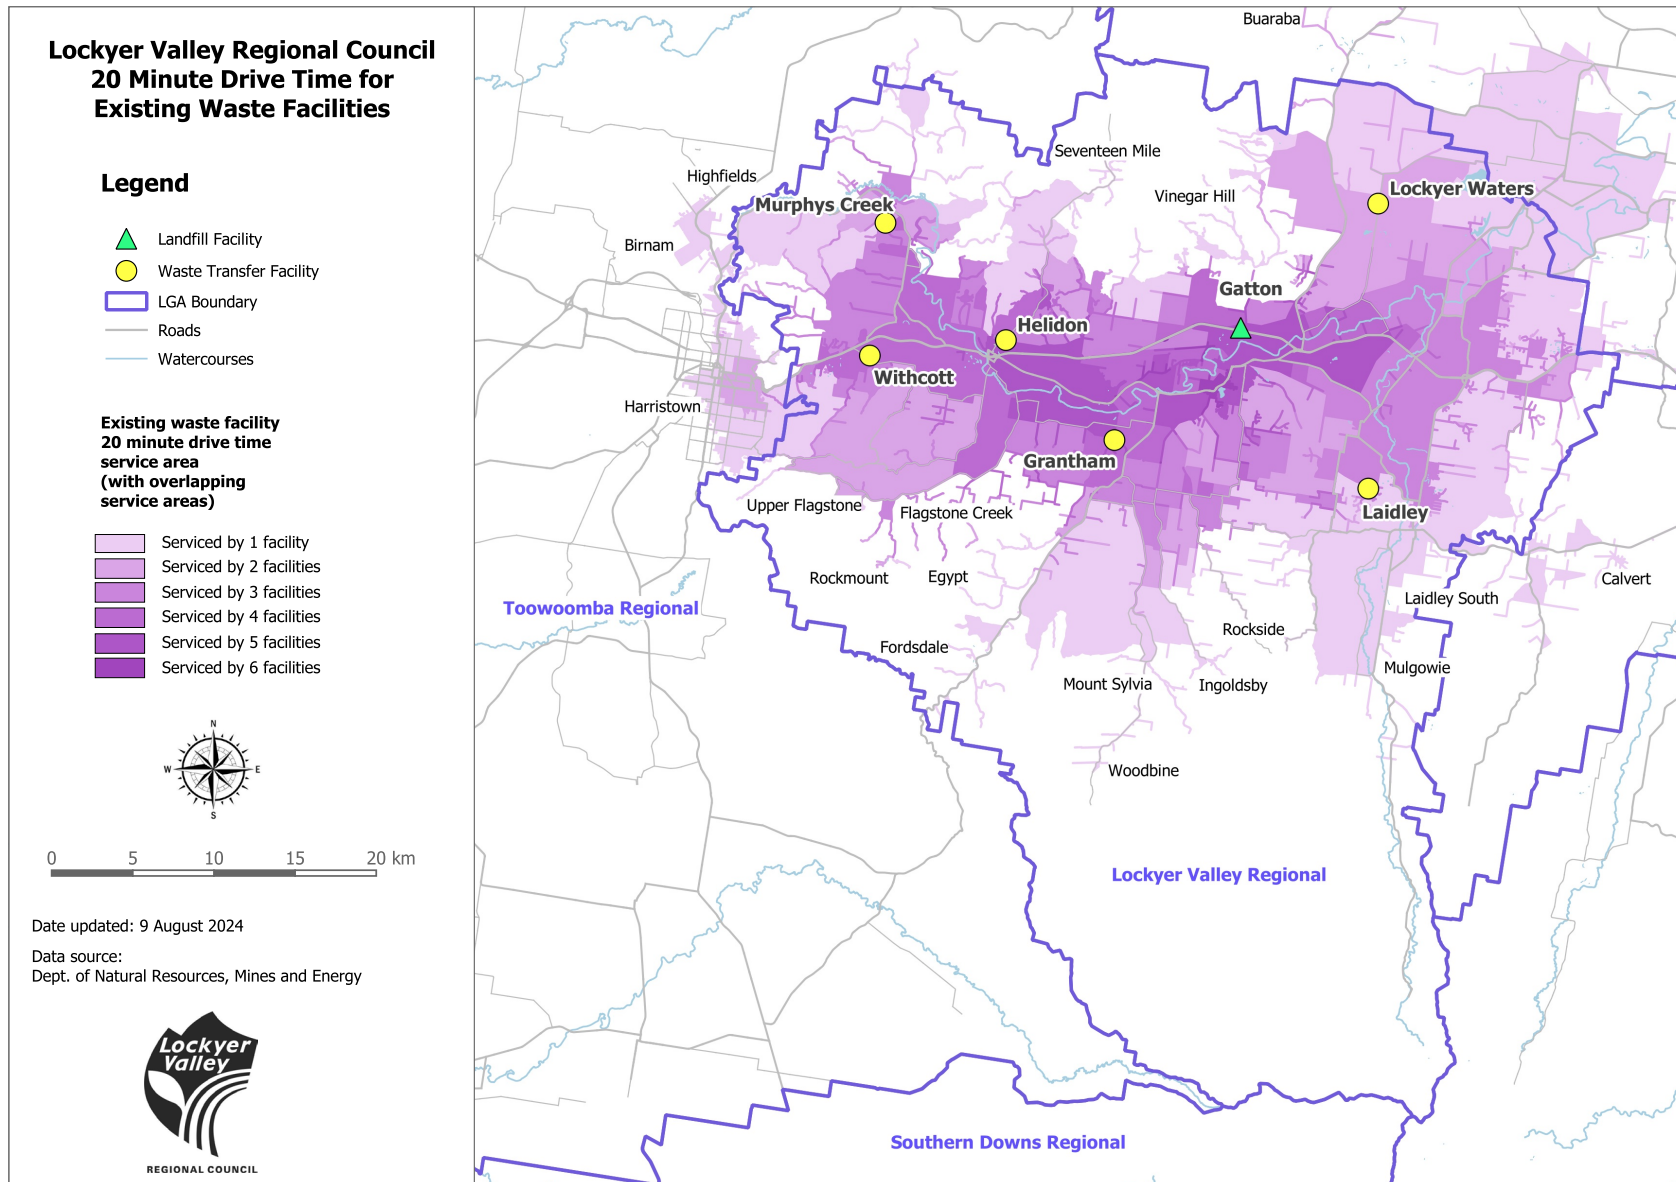 Lockyer Valley Regional Council
20 Minute Drive Time for
Existing Waste Facilities
Legend
Landfill Facility
Waste Transfer Facility
LGA Boundary
Roads
Watercourses
Existing waste facility
20 minute drive time
service area
(with overlapping
service areas)
Serviced by 1 facility
Serviced by 2 facilities
Serviced by 3 facilities
Serviced by 4 facilities
Serviced by 5 facilities
Serviced by 6 facilities
N
W
E
S
0 5 10 15 20 km
Date updated: 9 August 2024
Data source:
Dept. of Natural Resources, Mines and Energy
Lockyer
Valley
REGIONAL COUNCIL
Buaraba
Seventeen Mile
Highfields
Vinegar Hill
Lockyer Waters
Murphys Creek
Birnam
Gatton
Helidon
Withcott
Harristown
Grantham
Upper Flagstone
Flagstone Creek
Laidley
Rockmount
Egypt
Calvert
Laidley South
Toowoomba Regional
Rockside
Fordsdale
Mulgowie
Mount Sylvia
Ingoldsby
Woodbine
Lockyer Valley Regional
Southern Downs Regional